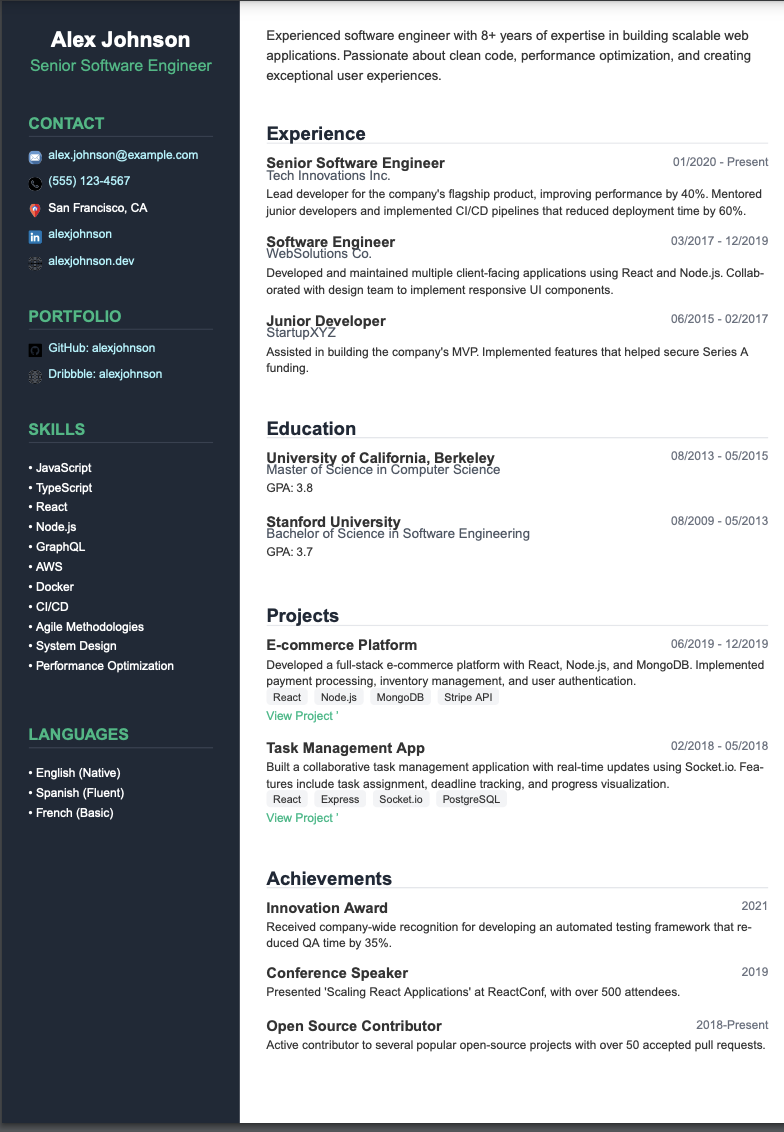 Alex Johnson
Senior Software Engineer
CONTACT
alex.johnson@example.com
(555) 123-4567
San Francisco, CA
alexjohnson
alexjohnson.dev
PORTFOLIO
GitHub: alexjohnson
Dribbble: alexjohnson
SKILLS
• JavaScript
• TypeScript
• React
• Node.js
• GraphQL
• AWS
• Docker
• CI/CD
• Agile Methodologies
• System Design
• Performance Optimization
LANGUAGES
• English (Native)
• Spanish (Fluent)
• French (Basic)
Experienced software engineer with 8+ years of expertise in building scalable web
applications. Passionate about clean code, performance optimization, and creating
exceptional user experiences.
Experience
Senior Software Engineer 01/2020 - Present
Tech Innovations Inc.
Lead developer for the company's flagship product, improving performance by 40%. Mentored
junior developers and implemented CI/CD pipelines that reduced deployment time by 60%.
Software Engineer 03/2017 - 12/2019
WebSolutions Co.
Developed and maintained multiple client-facing applications using React and Node.js. Collab-
orated with design team to implement responsive UI components.
Junior Developer 06/2015 - 02/2017
StartupXYZ
Assisted in building the company's MVP. Implemented features that helped secure Series A
funding.
Education
University of California, Berkeley 08/2013 - 05/2015
Master of Science in Computer Science
GPA: 3.8
Stanford University 08/2009 - 05/2013
Bachelor of Science in Software Engineering
GPA: 3.7
Projects
E-commerce Platform 06/2019 - 12/2019
Developed a full-stack e-commerce platform with React, Node.js, and MongoDB. Implemented
payment processing, inventory management, and user authentication.
React Node.js MongoDB Stripe API
View Project '
Task Management App 02/2018 - 05/2018
Built a collaborative task management application with real-time updates using Socket.io. Fea-
tures include task assignment, deadline tracking, and progress visualization.
React Express Socket.io PostgreSQL
View Project '
Achievements
Innovation Award 2021
Received company-wide recognition for developing an automated testing framework that re-
duced QA time by 35%.
Conference Speaker 2019
Presented 'Scaling React Applications' at ReactConf, with over 500 attendees.
Open Source Contributor 2018-Present
Active contributor to several popular open-source projects with over 50 accepted pull requests.